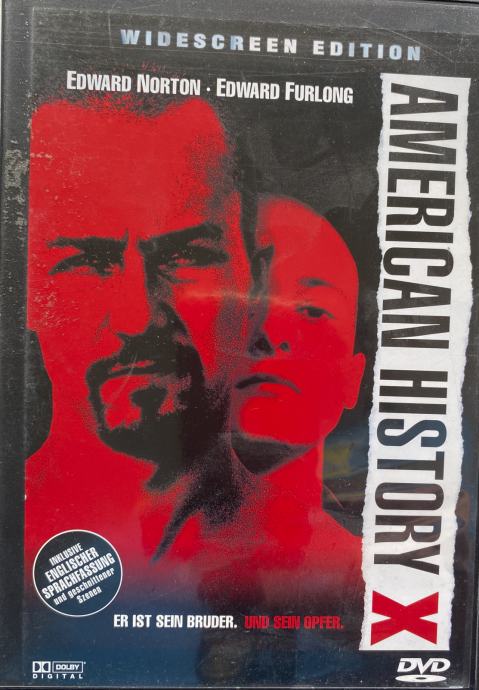 WIDESCREEN EDITION
EDWARD NORTON · EDWARD FURLONG
AMERICAN HISTORY X
INKLUSIVE
ENGLISCHER
SPRACHFASSUNG
und geschnittener
Szenen
ER IST SEIN BRUDER. UND SEIN OPFER.
DOLBY
DIGITAL
DVD